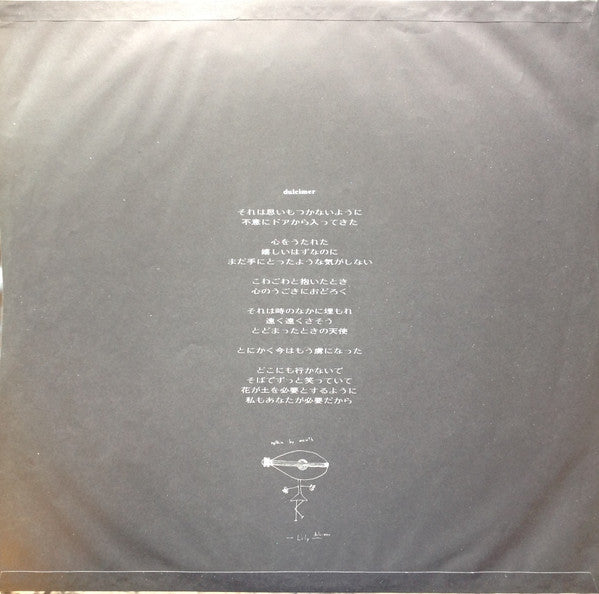 dulcimer
それは思いもつかないように
不意にドアから入ってきた
心をうたれた
嬉しいはずなのに
まだ手にとったような気がしない
こわごわと抱いたとき
心のうごきにおどろく
それは時のなかに埋もれ
遠く遠くさそう
とどまったときの天使
とにかく今はもう虜になった
どこにも行かないで
そばでずっと笑っていて
花が土を必要とするように
私もあなたが必要だから
by
Lily